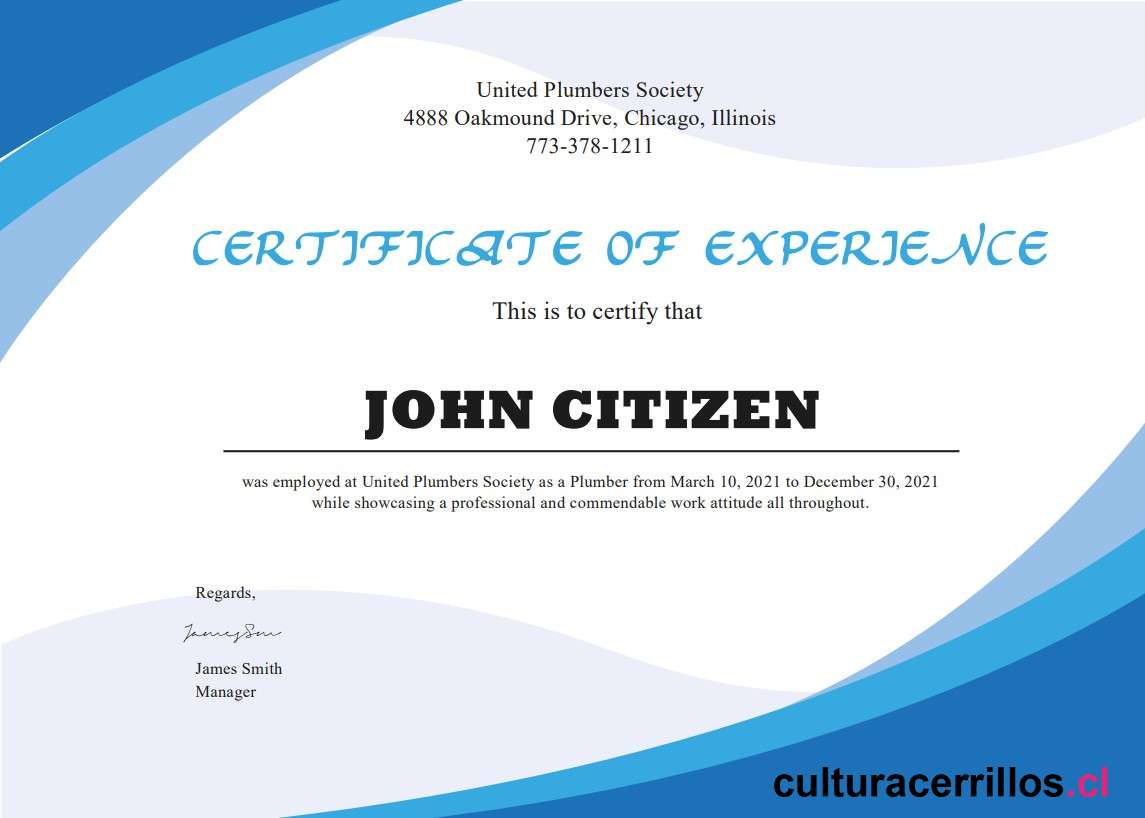 United Plumbers Society
4888 Oakmound Drive, Chicago, Illinois
773-378-1211
CERTIFICATE OF EXPERIENCE
This is to certify that
JOHN CITIZEN
was employed at United Plumbers Society as a Plumber from March 10, 2021 to December 30, 2021
while showcasing a professional and commendable work attitude all throughout.
Regards,
James Smith
Manager
culturacerrillos.cl